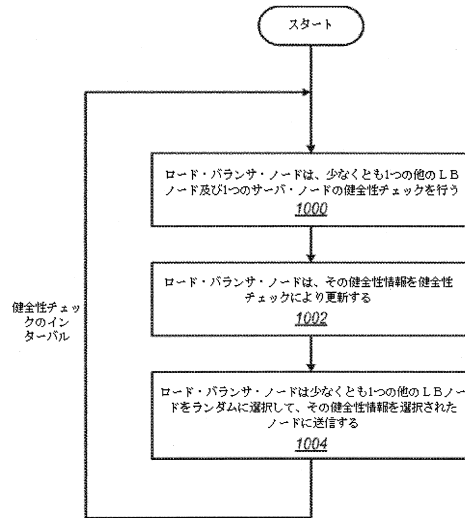 スタート
ロード・バランサ・ノードは、少なくとも1つの他のLB
ノード及び1つのサーバ・ノードの健全性チェックを行う
1000
ロード・バランサ・ノードは、その健全性情報を健全性
チェックにより更新する
1002
健全性チェッ
クのイン
ターバル
ロード・バランサ・ノードは少なくとも1つの他のLBノー
ドをランダムに選択して、その健全性情報を選択された
ノードに送信する
1004